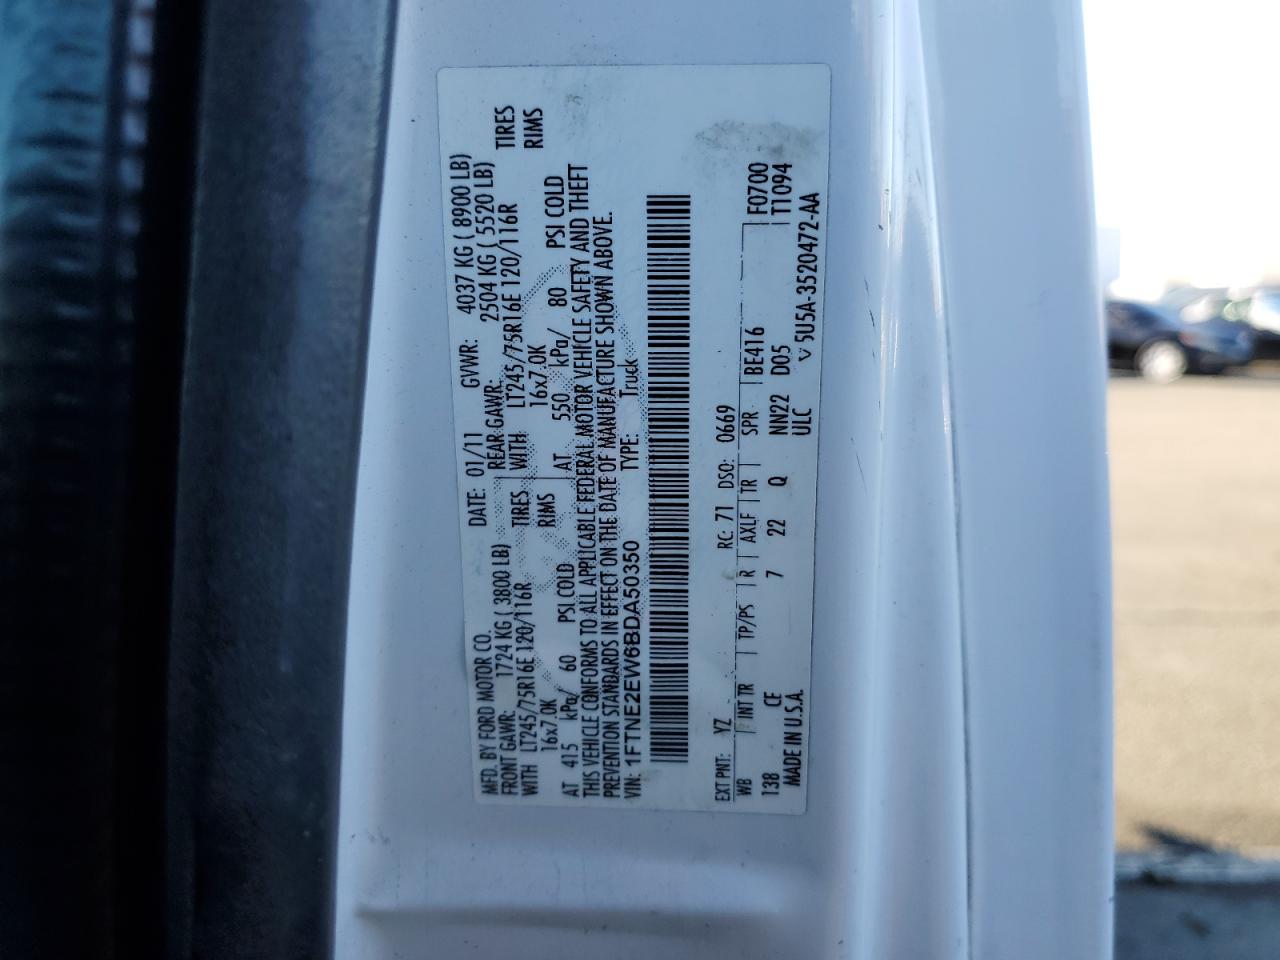 MFD. BY FORD MOTOR CO.
DATE: 01/11 GVWR: 4037 KG ( 8900 LB)
FRONT GAWR: 1724 KG ( 3800 LB) REAR GAWR: 2504 KG ( 5520 LB)
WITH LT245/75R16E 120/116R TIRES WITH LT245/75R16E 120/116R TIRES
16x7.0K RIMS 16x7.0K RIMS
AT 415 kPa/ 60 PSI COLD AT 550 kPa/ 80 PSI COLD
THIS VEHICLE CONFORMS TO ALL APPLICABLE FEDERAL MOTOR VEHICLE SAFETY AND THEFT
PREVENTION STANDARDS IN EFFECT ON THE DATE OF MANUFACTURE SHOWN ABOVE.
VIN: 1FTNE2EW6BDA50350 TYPE: Truck
F0700
T1094
EXT PNT: YZ RC: 71 DSO: 0669
WB INT TR TP/PS R AXLE TR SPR BE416
138 CE 7 22 Q NN22 D05
MADE IN U.S.A. ULC
5U5A-3520472-AA